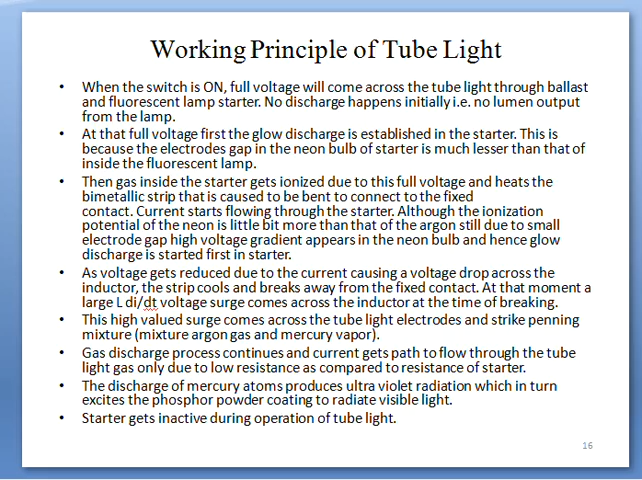 Working Principle of Tube Light
• When the switch is ON, full voltage will come across the tube light through ballast
and fluorescent lamp starter. No discharge happens initially i.e. no lumen output
from the lamp.
• At that full voltage first the glow discharge is established in the starter. This is
because the electrodes gap in the neon bulb of starter is much lesser than that of
inside the fluorescent lamp.
• Then gas inside the starter gets ionized due to this full voltage and heats the
bimetallic strip that is caused to be bent to connect to the fixed
contact. Current starts flowing through the starter. Although the ionization
potential of the neon is little bit more than that of the argon still due to small
electrode gap high voltage gradient appears in the neon bulb and hence glow
discharge is started first in starter.
• As voltage gets reduced due to the current causing a voltage drop across the
inductor, the strip cools and breaks away from the fixed contact. At that moment a
large L di/dt voltage surge comes across the inductor at the time of breaking.
• This high valued surge comes across the tube light electrodes and strike penning
mixture (mixture argon gas and mercury vapor).
• Gas discharge process continues and current gets path to flow through the tube
light gas only due to low resistance as compared to resistance of starter.
• The discharge of mercury atoms produces ultra violet radiation which in turn
excites the phosphor powder coating to radiate visible light.
• Starter gets inactive during operation of tube light.
16